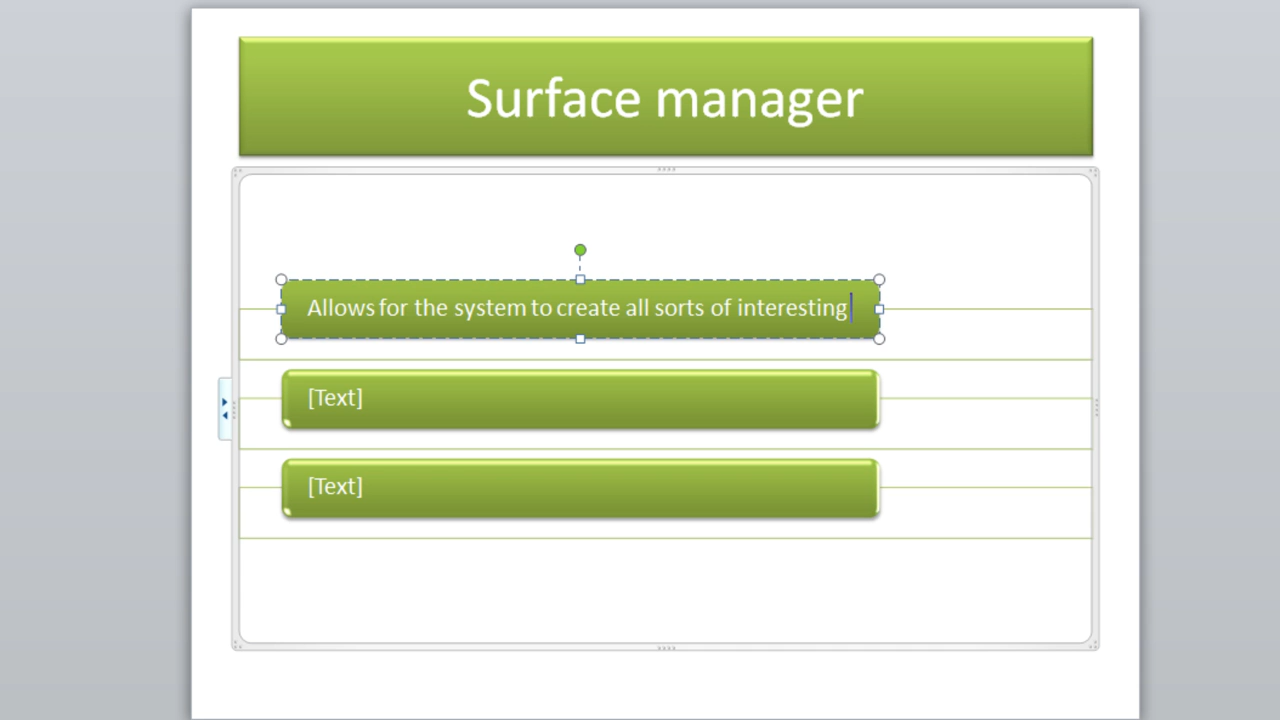 Surface manager
Allows for the system to create all sorts of interesting
[Text]
[Text]